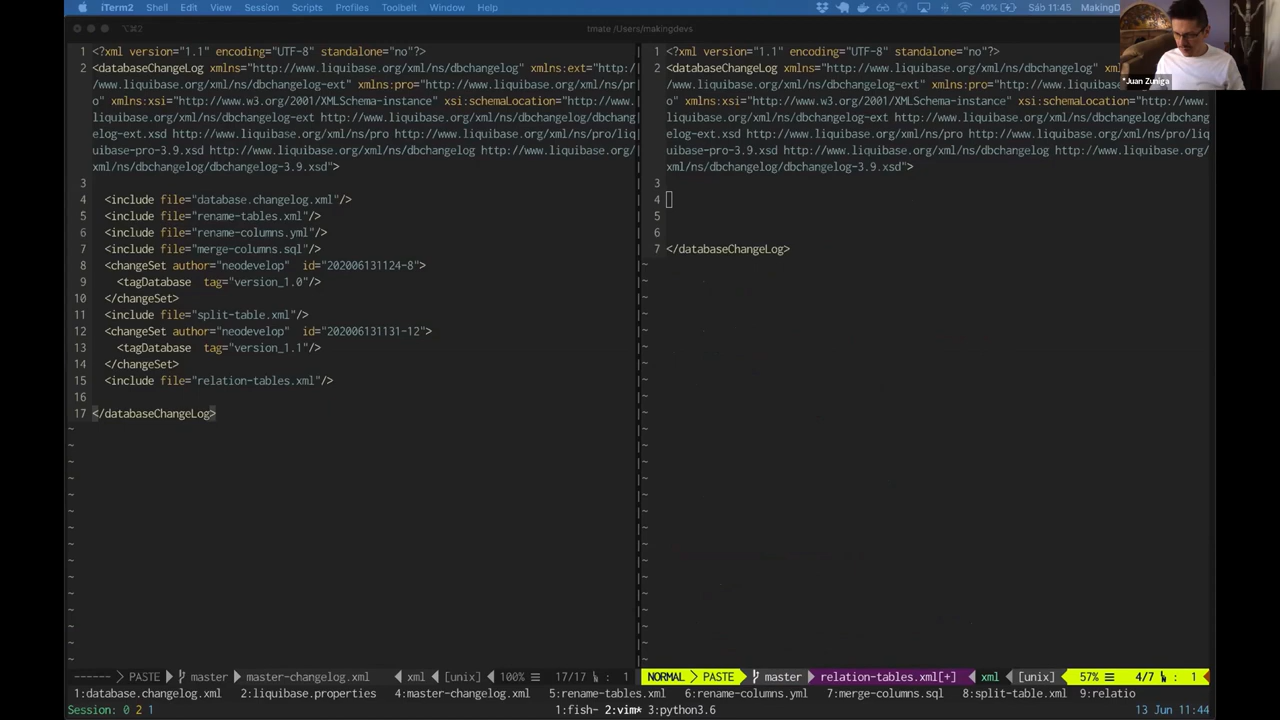 iTerm2 Shell Edit View Session Scripts Profiles Toolbelt Window Help 40% Sáb 11:45 MakingD
⌥⌘2 tmate /Users/makingdevs
*Juan Zuniga
1 <?xml version="1.1" encoding="UTF-8" standalone="no"?>
2 <databaseChangeLog xmlns="http://www.liquibase.org/xml/ns/dbchangelog" xmlns:ext="http:/
/www.liquibase.org/xml/ns/dbchangelog-ext" xmlns:pro="http://www.liquibase.org/xml/ns/pr
o" xmlns:xsi="http://www.w3.org/2001/XMLSchema-instance" xsi:schemaLocation="http://www.
liquibase.org/xml/ns/dbchangelog-ext http://www.liquibase.org/xml/ns/dbchangelog/dbchang
elog-ext.xsd http://www.liquibase.org/xml/ns/pro http://www.liquibase.org/xml/ns/pro/liq
uibase-pro-3.9.xsd http://www.liquibase.org/xml/ns/dbchangelog http://www.liquibase.org/
xml/ns/dbchangelog/dbchangelog-3.9.xsd">
3
4 <include file="database.changelog.xml"/>
5 <include file="rename-tables.xml"/>
6 <include file="rename-columns.yml"/>
7 <include file="merge-columns.sql"/>
8 <changeSet author="neodevelop" id="202006131124-8">
9 <tagDatabase tag="version_1.0"/>
10 </changeSet>
11 <include file="split-table.xml"/>
12 <changeSet author="neodevelop" id="202006131131-12">
13 <tagDatabase tag="version_1.1"/>
14 </changeSet>
15 <include file="relation-tables.xml"/>
16
17 </databaseChangeLog>
1 <?xml version="1.1" encoding="UTF-8" standalone="no"?>
2 <databaseChangeLog xmlns="http://www.liquibase.org/xml/ns/dbchangelog"
/www.liquibase.org/xml/ns/dbchangelog-ext" xmlns:pro="http://www.liquibase.org/xml/ns/pr
o" xmlns:xsi="http://www.w3.org/2001/XMLSchema-instance" xsi:schemaLocation="http://www.
liquibase.org/xml/ns/dbchangelog-ext http://www.liquibase.org/xml/ns/dbchangelog/dbchang
elog-ext.xsd http://www.liquibase.org/xml/ns/pro http://www.liquibase.org/xml/ns/pro/liq
uibase-pro-3.9.xsd http://www.liquibase.org/xml/ns/dbchangelog http://www.liquibase.org/
xml/ns/dbchangelog/dbchangelog-3.9.xsd">
3
4
5
6
7 </databaseChangeLog>
------ PASTE master master-changelog.xml xml [unix] 100% ☰ 17/17 : 1
NORMAL PASTE master relation-tables.xml[+] xml [unix] 57% ☰ 4/7 : 1
1:database.changelog.xml 2:liquibase.properties 4:master-changelog.xml 5:rename-tables.xml 6:rename-columns.yml 7:merge-columns.sql 8:split-table.xml 9:relatio
Session: 0 2 1 1:fish- 2:vim* 3:python3.6 13 Jun 11:44